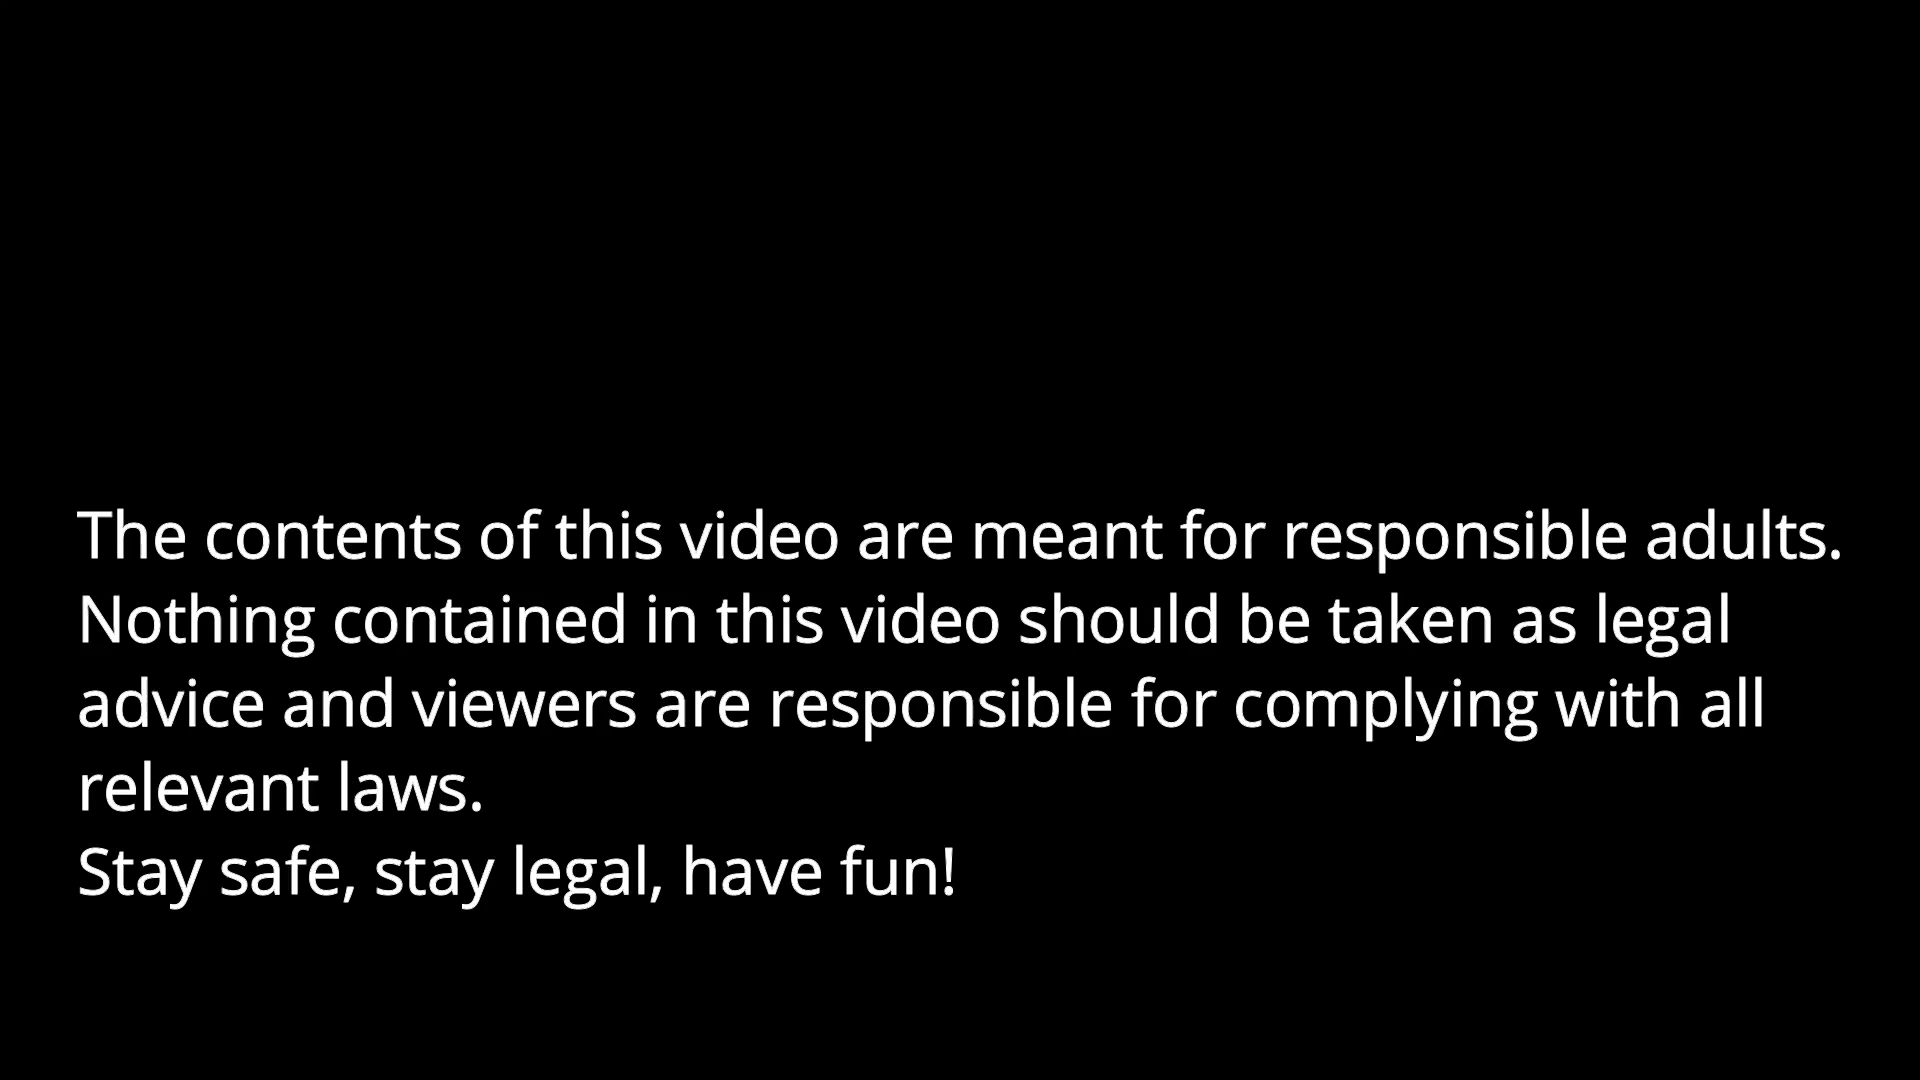 The contents of this video are meant for responsible adults.
Nothing contained in this video should be taken as legal
advice and viewers are responsible for complying with all
relevant laws.
Stay safe, stay legal, have fun!